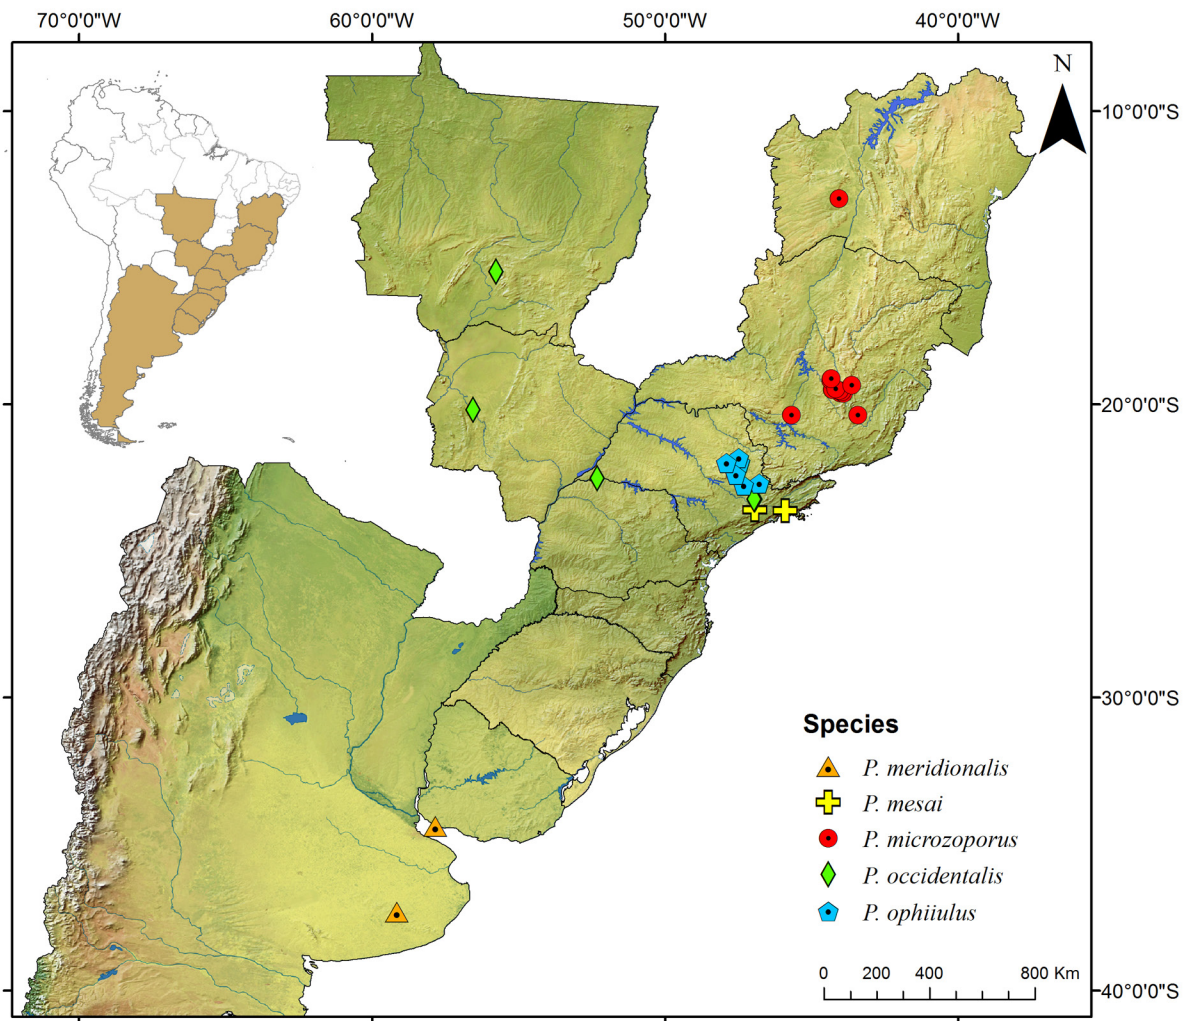 70°0'0"W 60°0'0"W 50°0'0"W 40°0'0"W
N
10°0'0"S
20°0'0"S
30°0'0"S
Species
P. meridionalis
P. mesai
P. microzoporus
P. occidentalis
P. ophiiulus
0 200 400 800 Km
40°0'0"S